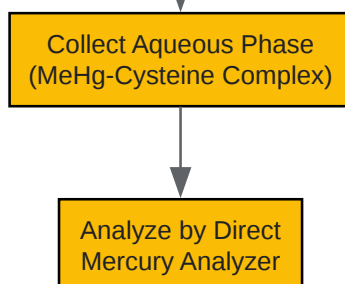 Collect Aqueous Phase
(MeHg-Cysteine Complex)
Analyze by Direct
Mercury Analyzer